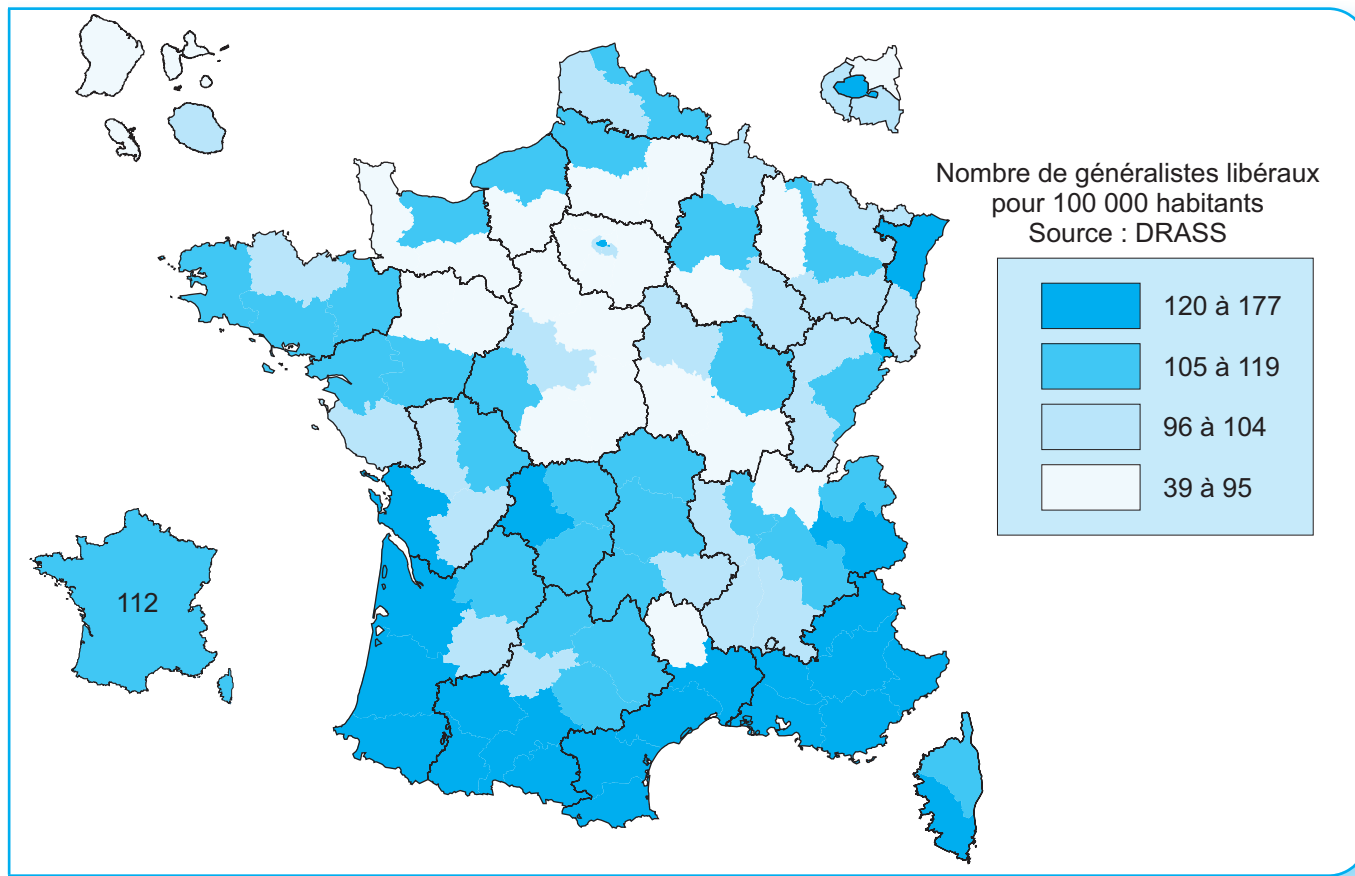 Nombre de généralistes libéraux
pour 100 000 habitants
Source : DRASS
120 à 177
105 à 119
96 à 104
39 à 95
112